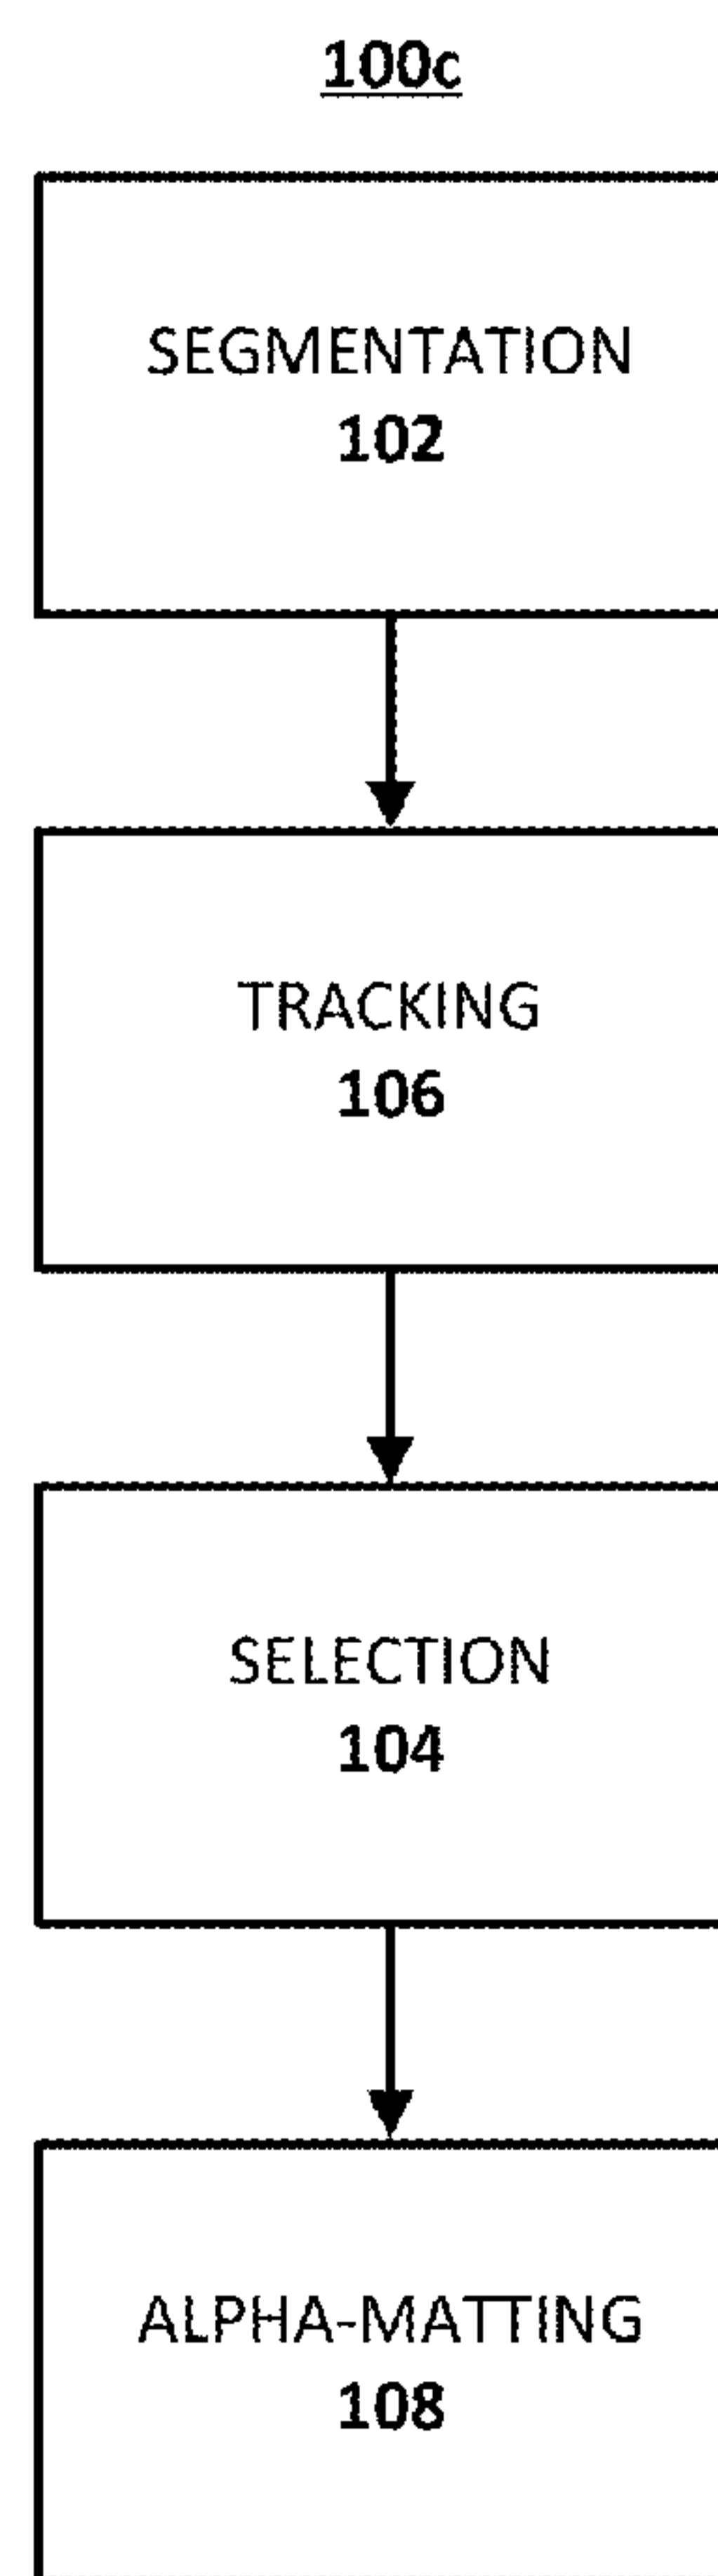 100c
SEGMENTATION
102
TRACKING
106
SELECTION
104
ALPHA-MATTING
108